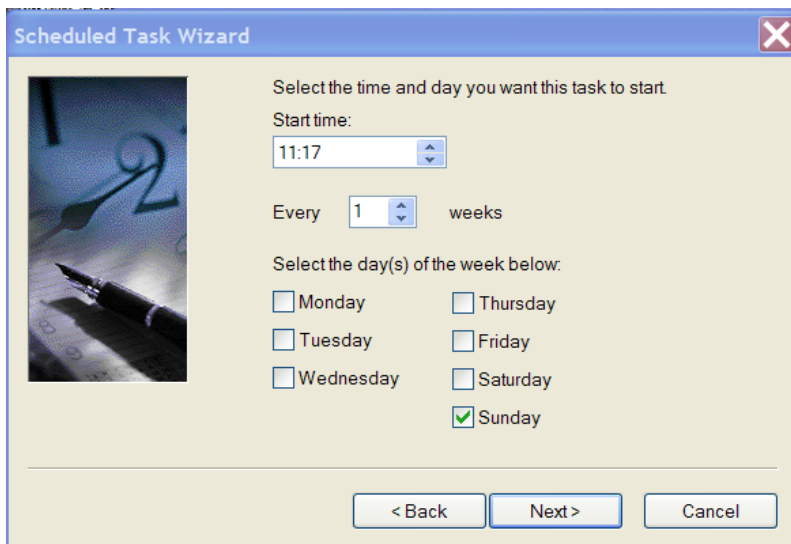 Scheduled Task Wizard
Select the time and day you want this task to start.
Start time:
11:17
Every 1 weeks
Select the day(s) of the week below:
Monday Thursday
Tuesday Friday
Wednesday Saturday
Sunday
< Back Next > Cancel